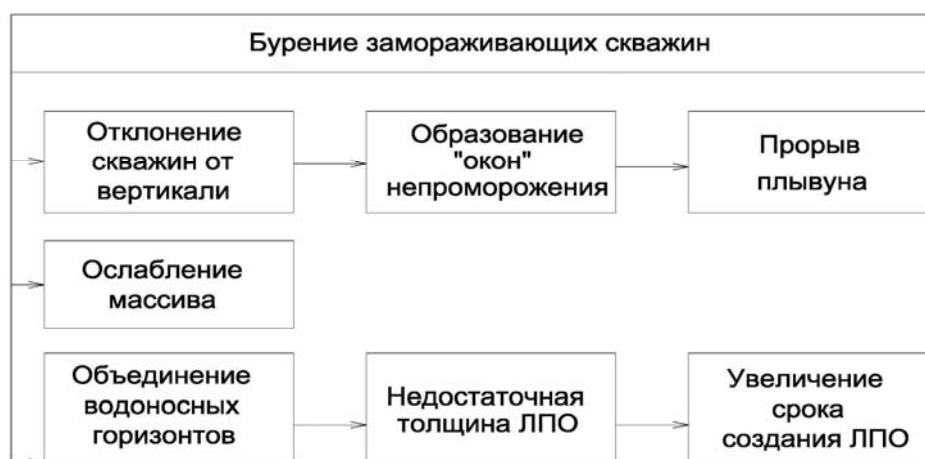 Бурение замораживающих скважин
Отклонение
скважин от
вертикали
Образование
"окон"
непроморожения
Прорыв
плывуна
Ослабление
массива
Объединение
водоносных
горизонтов
Недостаточная
толщина ЛПО
Увеличение
срока
создания ЛПО